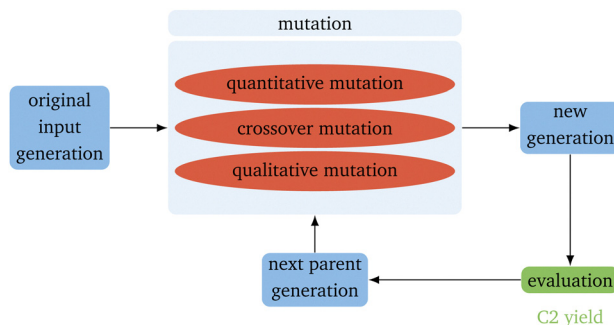 mutation
original
input
generation
quantitative mutation
crossover mutation
qualitative mutation
new
generation
next parent
generation
evaluation
C2 yield